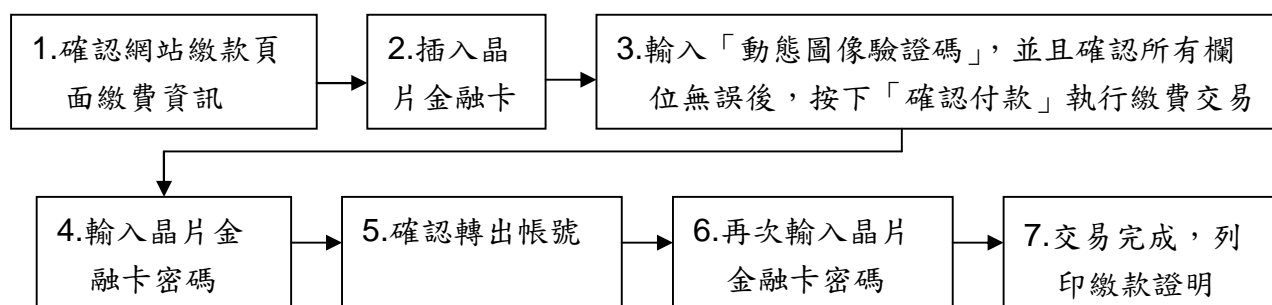 1.確認網站繳款頁
面繳費資訊
2.插入晶
片金融卡
3.輸入「動態圖像驗證碼」，並且確認所有欄
位無誤後，按下「確認付款」執行繳費交易
4.輸入晶片金
融卡密碼
5.確認轉出帳號
6.再次輸入晶片
金融卡密碼
7.交易完成，列
印繳款證明